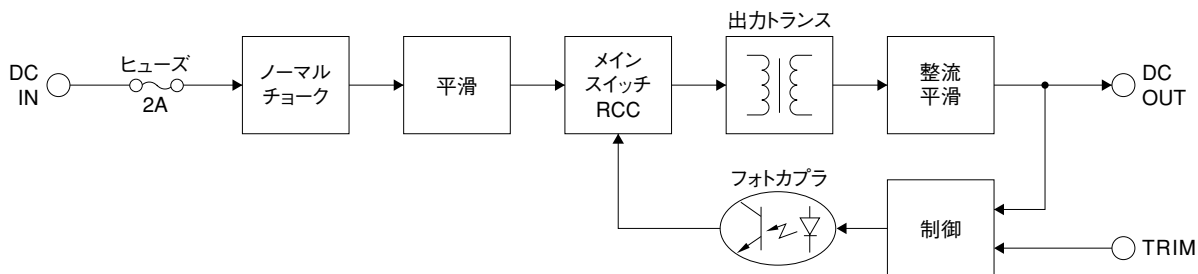 DC
IN
ヒューズ
2A
ノーマル
チョーク
平滑
メイン
スイッチ
RCC
出力トランス
整流
平滑
DC
OUT
フォトカプラ
制御
TRIM